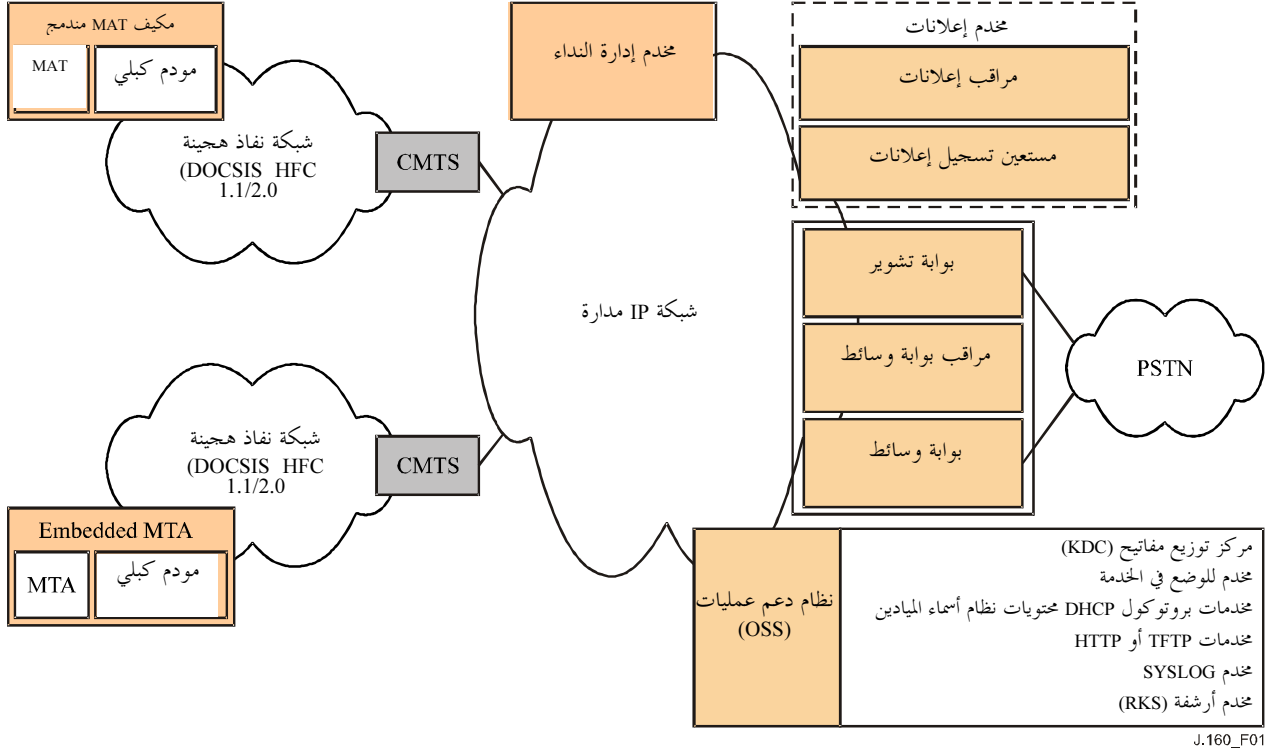 مكيف MAT مندمج
MAT
مودم كبلي
شبكة نفاذ هجينة
(DOCSIS HFC
1.1/2.0
CMTS
مخدم إدارة النداء
مخدم إعلانات
مراقب إعلانات
مستعين تسجيل إعلانات
بوابة تشوير
مراقب بوابة وسائط
بوابة وسائط
شبكة IP مدارة
PSTN
شبكة نفاذ هجينة
(DOCSIS HFC
1.1/2.0
CMTS
Embedded MTA
MTA
مودم كبلي
نظام دعم عمليات
(OSS)
مركز توزيع مفاتيح (KDC)
مخدم للوضع في الخدمة
مخدمات بروتوكول DHCP محتويات نظام أسماء الميادين
مخدمات TFTP أو HTTP
مخدم SYSLOG
مخدم أرشفة (RKS)
J.160_F01